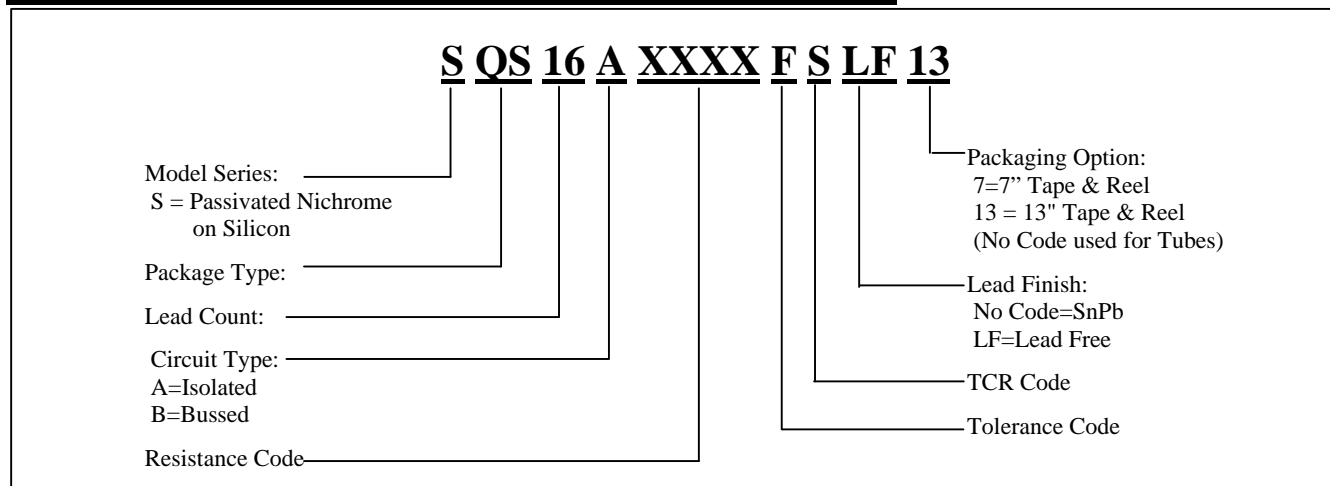 S QS 16 A XXXX F S LF 13
Model Series:
S = Passivated Nichrome
on Silicon
Package Type:
Lead Count:
Circuit Type:
A=Isolated
B=Bussed
Resistance Code
Packaging Option:
7=7” Tape & Reel
13 = 13" Tape & Reel
(No Code used for Tubes)
Lead Finish:
No Code=SnPb
LF=Lead Free
TCR Code
Tolerance Code